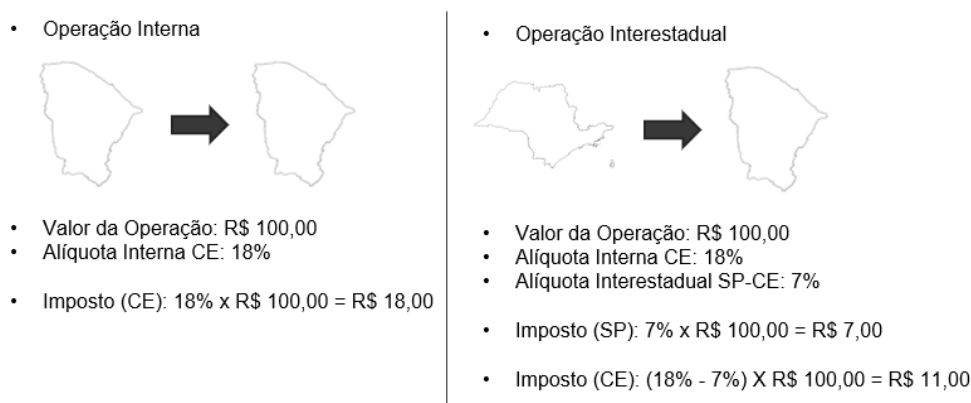 • Operação Interna
• Valor da Operação: R$ 100,00
• Alíquota Interna CE: 18%
• Imposto (CE): 18% x R$ 100,00 = R$ 18,00
• Operação Interestadual
• Valor da Operação: R$ 100,00
• Alíquota Interna CE: 18%
• Alíquota Interestadual SP-CE: 7%
• Imposto (SP): 7% x R$ 100,00 = R$ 7,00
• Imposto (CE): (18% - 7%) X R$ 100,00 = R$ 11,00